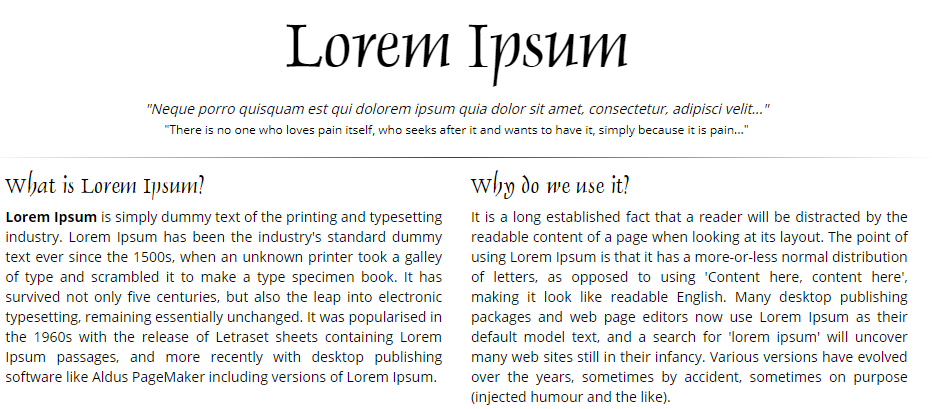 Lorem Ipsum
"Neque porro quisquam est qui dolorem ipsum quia dolor sit amet, consectetur, adipisci velit..."
"There is no one who loves pain itself, who seeks after it and wants to have it, simply because it is pain..."
What is Lorem Ipsum?
Lorem Ipsum is simply dummy text of the printing and typesetting
industry. Lorem Ipsum has been the industry's standard dummy
text ever since the 1500s, when an unknown printer took a galley
of type and scrambled it to make a type specimen book. It has
survived not only five centuries, but also the leap into electronic
typesetting, remaining essentially unchanged. It was popularised in
the 1960s with the release of Letraset sheets containing Lorem
Ipsum passages, and more recently with desktop publishing
software like Aldus PageMaker including versions of Lorem Ipsum.
Why do we use it?
It is a long established fact that a reader will be distracted by the
readable content of a page when looking at its layout. The point of
using Lorem Ipsum is that it has a more-or-less normal distribution
of letters, as opposed to using 'Content here, content here',
making it look like readable English. Many desktop publishing
packages and web page editors now use Lorem Ipsum as their
default model text, and a search for 'lorem ipsum' will uncover
many web sites still in their infancy. Various versions have evolved
over the years, sometimes by accident, sometimes on purpose
(injected humour and the like).